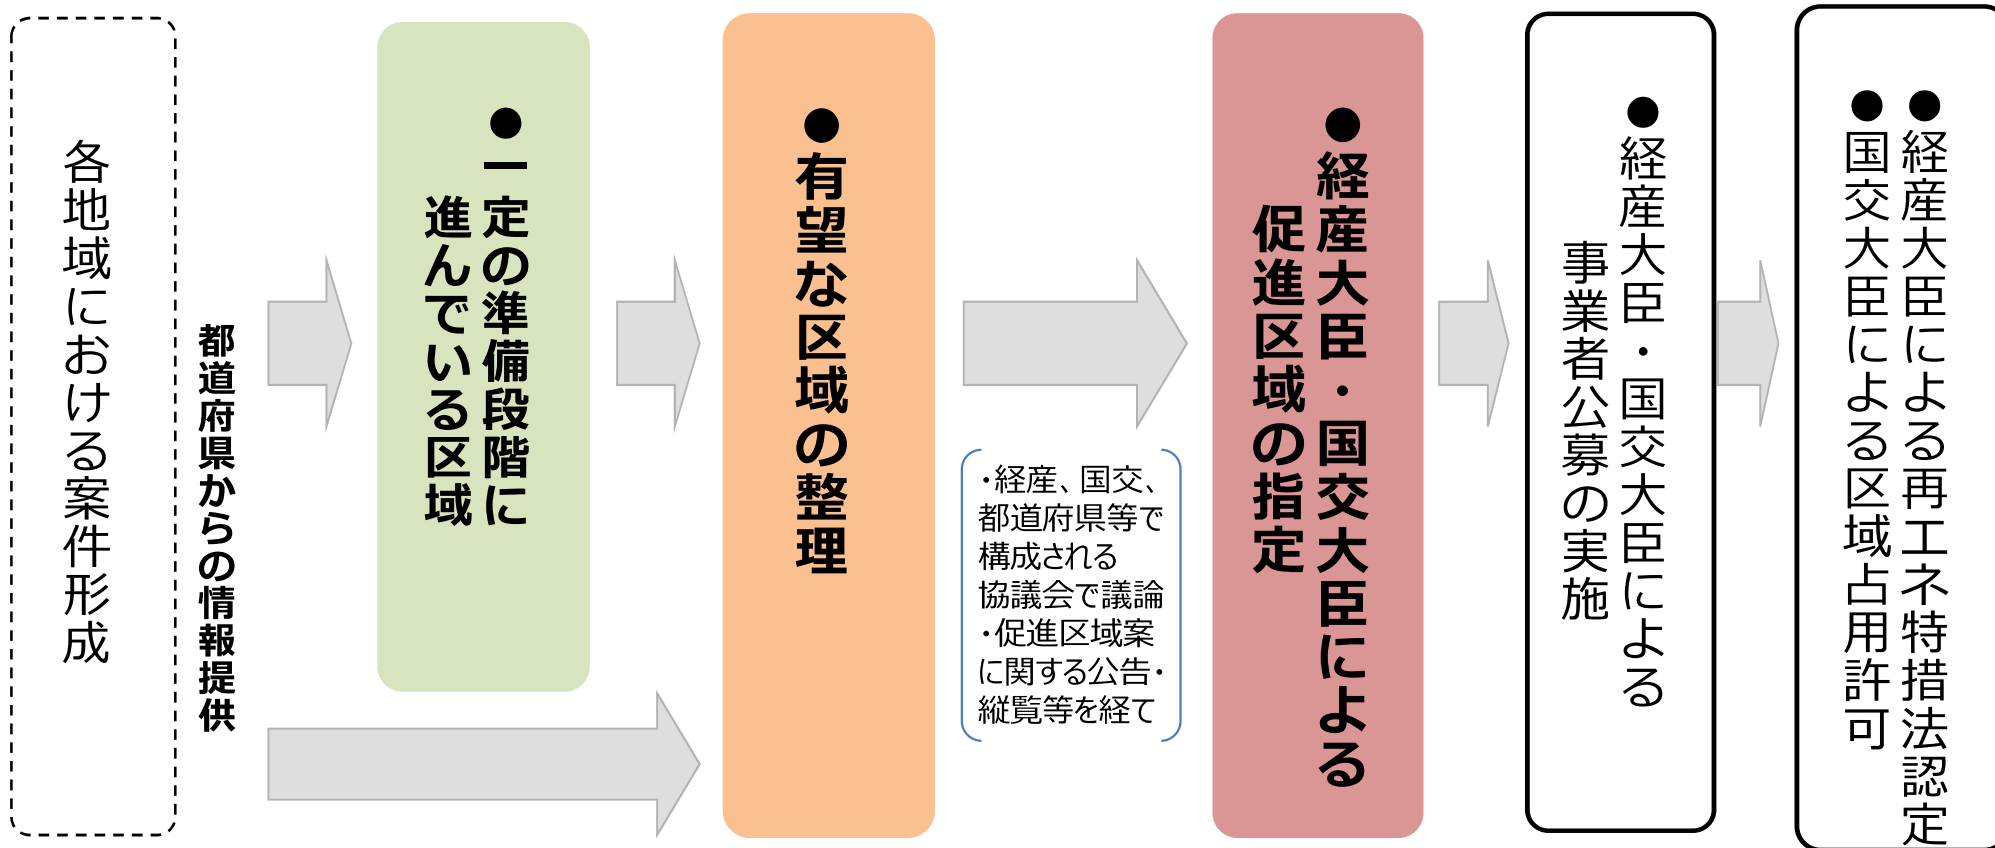 各地域における案件形成
都道府県からの情報提供
●一定の準備段階に
進んでいる区域
●有望な区域の整理
・経産、国交、
都道府県等で
構成される
協議会で議論
・促進区域案
に関する公告・
縦覧等を経て
●経産大臣・国交大臣による
促進区域の指定
●経産大臣・国交大臣による
事業者公募の実施
●経産大臣による再エネ特措法認定
●国交大臣による区域占用許可